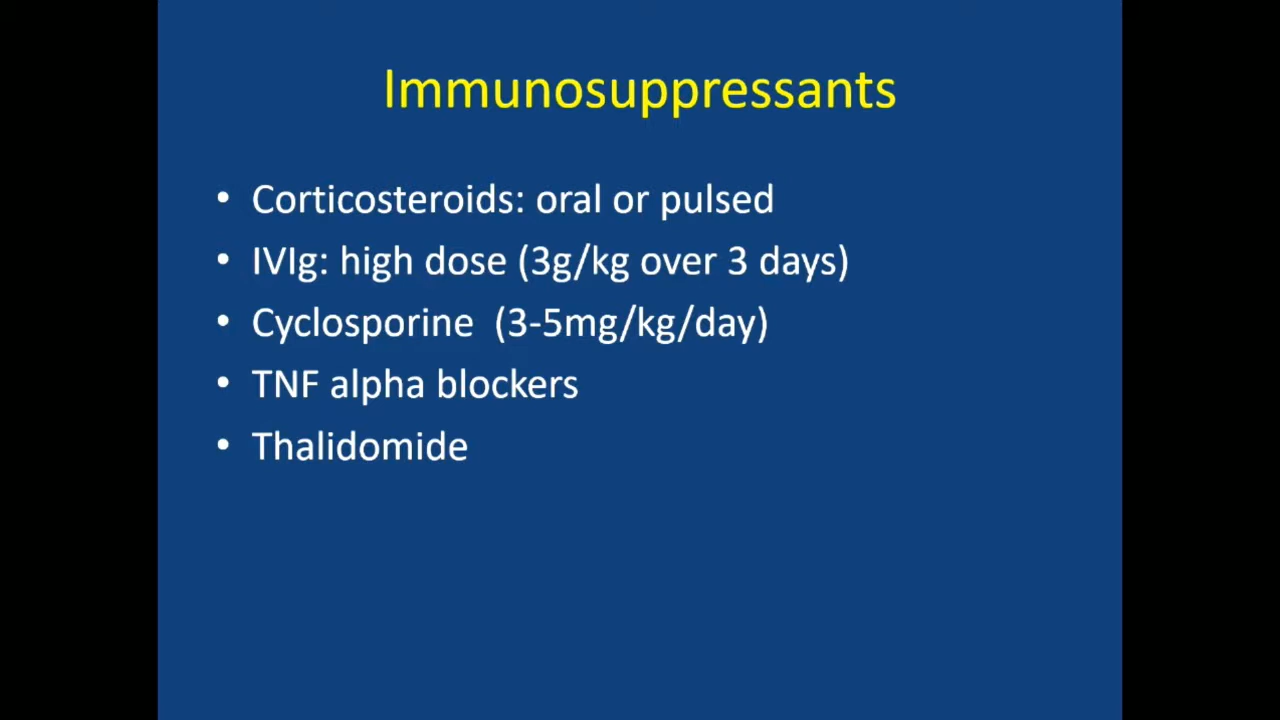 Immunosuppressants
• Corticosteroids: oral or pulsed
• IVIg: high dose (3g/kg over 3 days)
• Cyclosporine  (3-5mg/kg/day)
• TNF alpha blockers
• Thalidomide